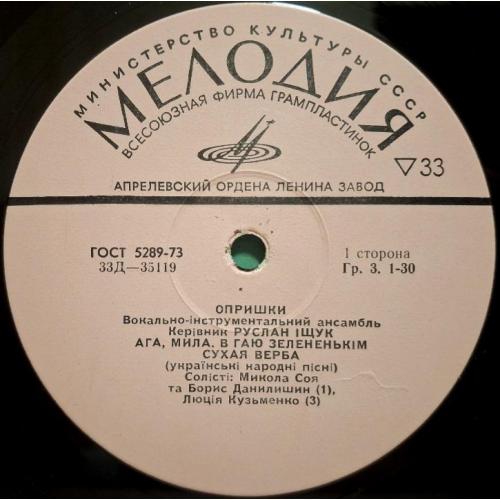 МИНИСТЕРСТВО КУЛЬТУРЫ СССР
МЕЛОДИЯ
ВСЕСОЮЗНАЯ ФИРМА ГРАМПЛАСТИНОК
▽33
АПРЕЛЕВСКИЙ ОРДЕНА ЛЕНИНА ЗАВОД
ГОСТ 5289-73
33Д—35119
1 сторона
Гр. 3. 1-30
ОПРИШКИ
Вокально-інструментальний ансамбль
Керівник РУСЛАН ІЩУК
АГА, МИЛА. В ГАЮ ЗЕЛЕНЕНЬКІМ
СУХАЯ ВЕРБА
(українські народні пісні)
Солісті: Микола Соя
та Борис Данилишин (1),
Люція Кузьменко (3)